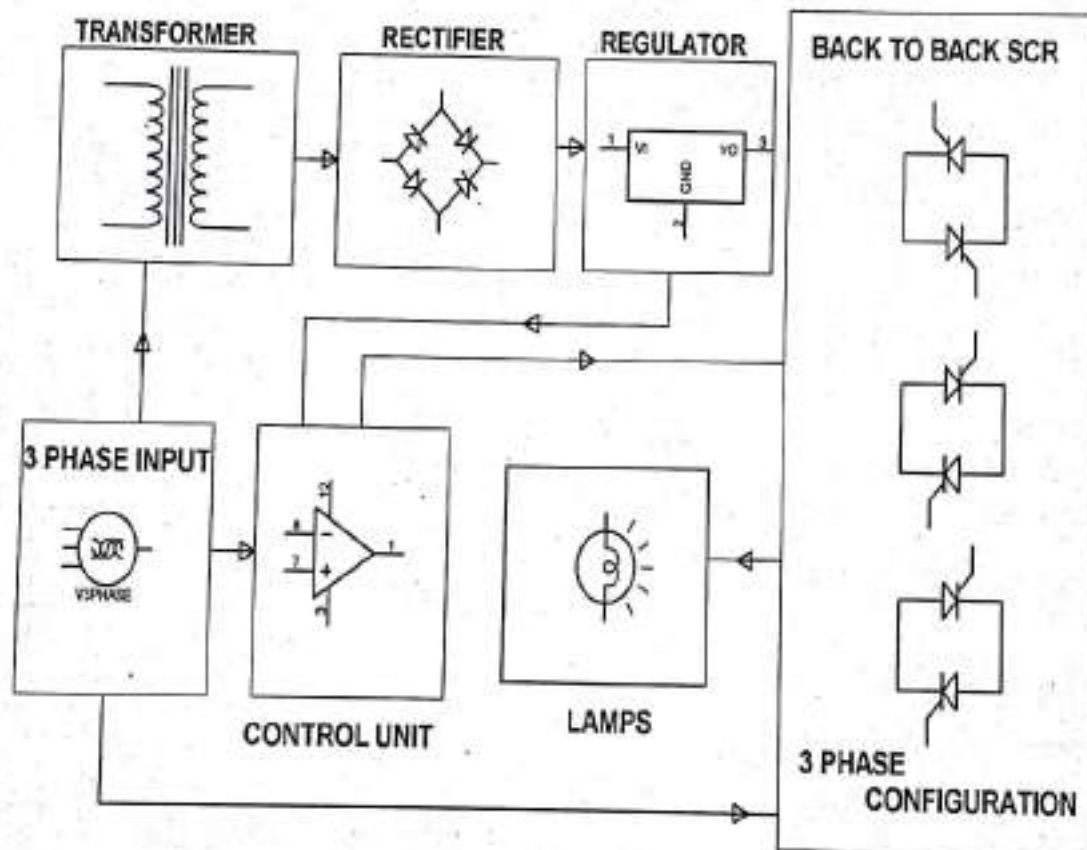 TRANSFORMER
RECTIFIER
REGULATOR
BACK TO BACK SCR
1
VI
VO
3
GND
2
3 PHASE INPUT
V3PHASE
12
6
7
+
1
3
CONTROL UNIT
LAMPS
3 PHASE
CONFIGURATION